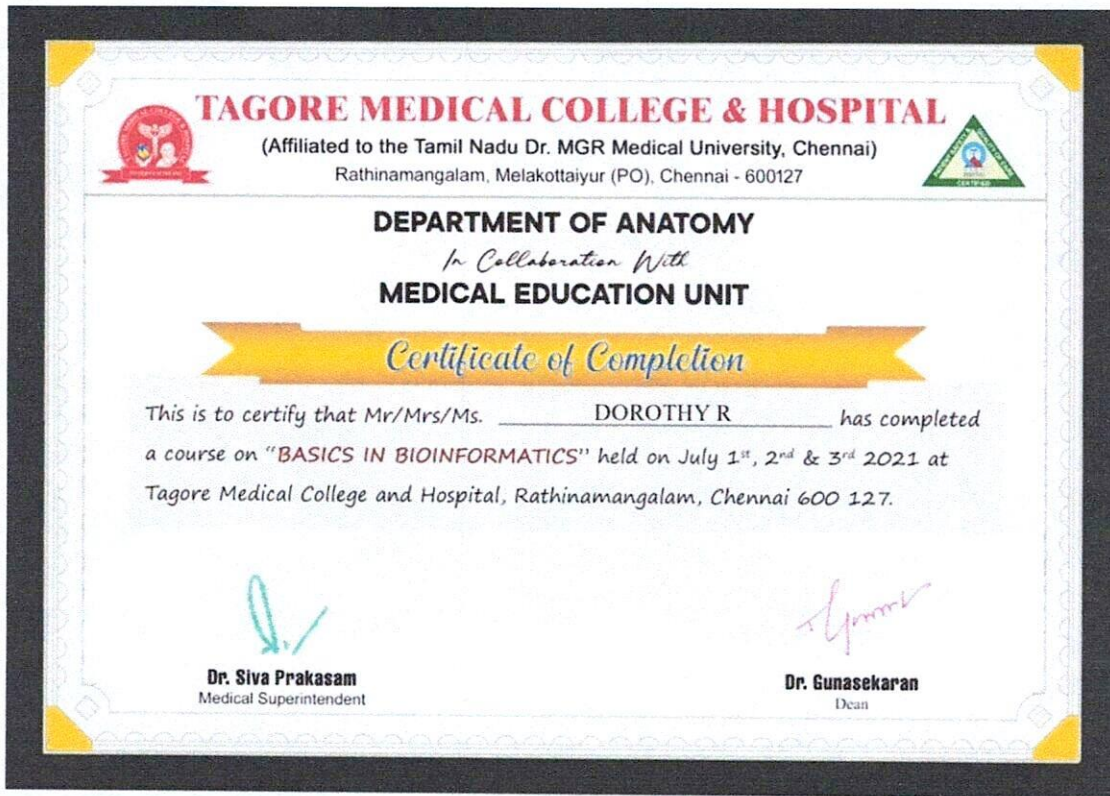 TAGORE MEDICAL COLLEGE & HOSPITAL
(Affiliated to the Tamil Nadu Dr. MGR Medical University, Chennai)
Rathinamangalam, Melakottaiyur (PO), Chennai - 600127
CERTIFIED
DEPARTMENT OF ANATOMY
In Collaboration With
MEDICAL EDUCATION UNIT
Certificate of Completion
This is to certify that Mr/Mrs/Ms. DOROTHY R has completed
a course on "BASICS IN BIOINFORMATICS" held on July 1st, 2nd & 3rd 2021 at
Tagore Medical College and Hospital, Rathinamangalam, Chennai 600 127.
Dr. Siva Prakasam
Medical Superintendent
Dr. Gunasekaran
Dean